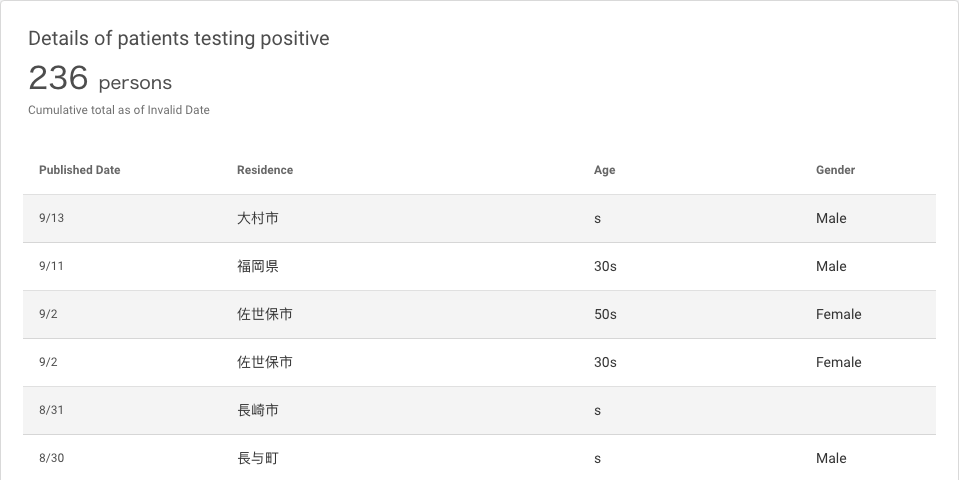 Details of patients testing positive
236 persons
Cumulative total as of Invalid Date
Published Date Residence Age Gender
9/13 大村市 s Male
9/11 福岡県 30s Male
9/2 佐世保市 50s Female
9/2 佐世保市 30s Female
8/31 長崎市 s
8/30 長与町 s Male